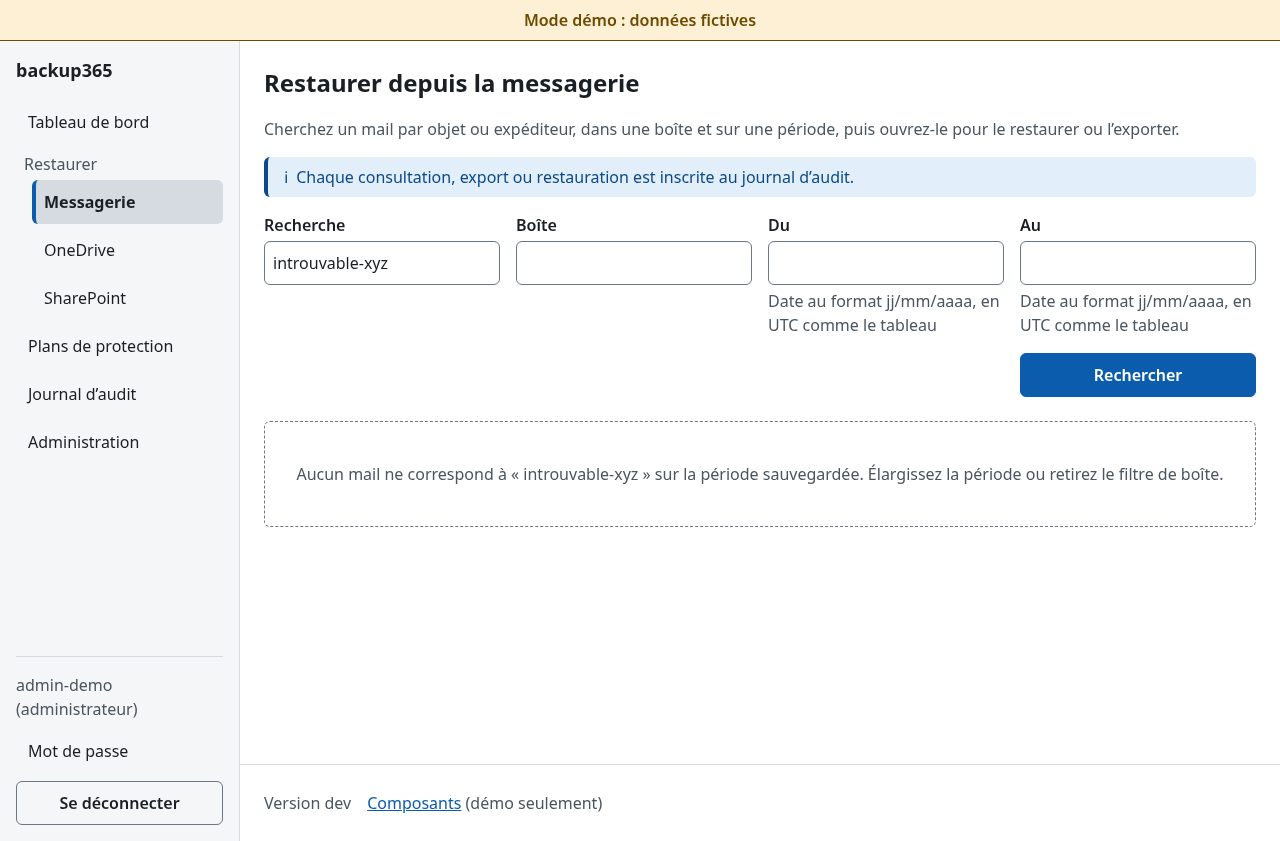 Mode démo : données fictives
backup365
Tableau de bord
Restaurer
Messagerie
OneDrive
SharePoint
Plans de protection
Journal d’audit
Administration
admin-demo
(administrateur)
Mot de passe
Se déconnecter
Restaurer depuis la messagerie
Cherchez un mail par objet ou expéditeur, dans une boîte et sur une période, puis ouvrez-le pour le restaurer ou l’exporter.
i Chaque consultation, export ou restauration est inscrite au journal d’audit.
Recherche
introuvable-xyz
Boîte
Du
Date au format jj/mm/aaaa, en
UTC comme le tableau
Au
Date au format jj/mm/aaaa, en
UTC comme le tableau
Rechercher
Aucun mail ne correspond à « introuvable-xyz » sur la période sauvegardée. Élargissez la période ou retirez le filtre de boîte.
Version dev Composants (démo seulement)